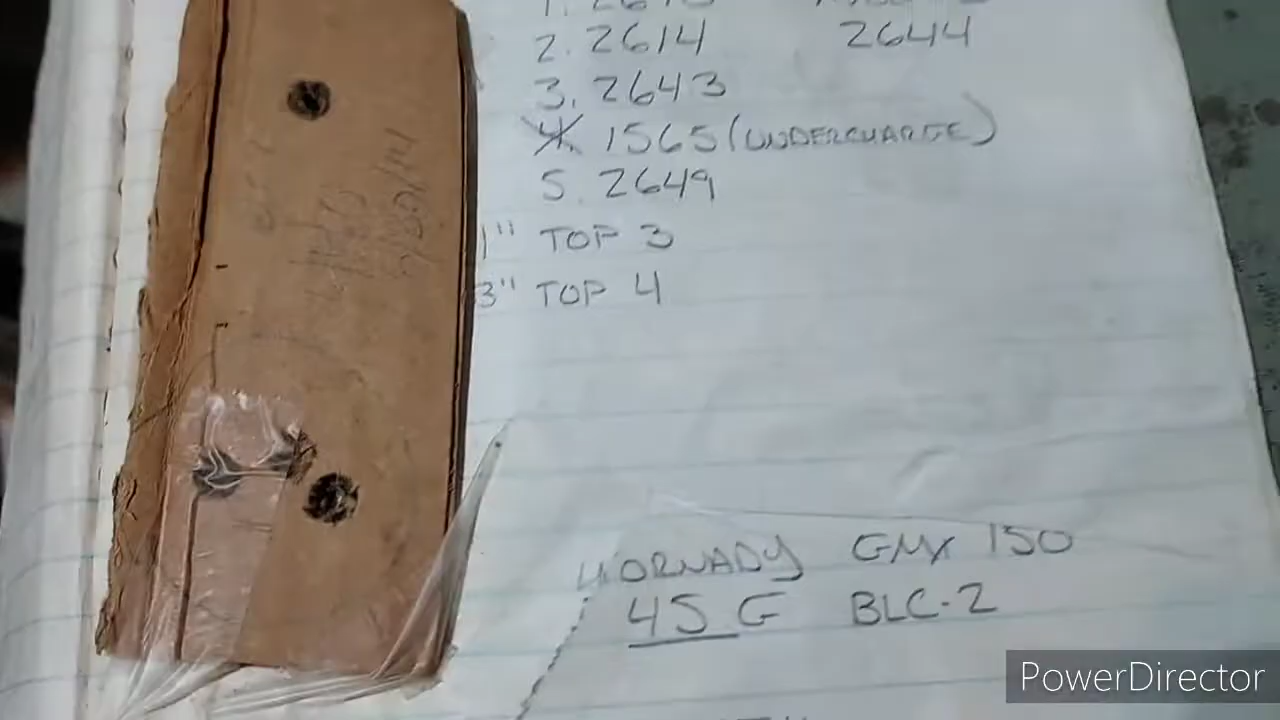 2. 2614 2644
3. 2643
4. 1565 (UNDERCHARGE)
5. 2649
1" TOP 3
3" TOP 4
HORNADY GMX 150
45 G BLC-2
PowerDirector